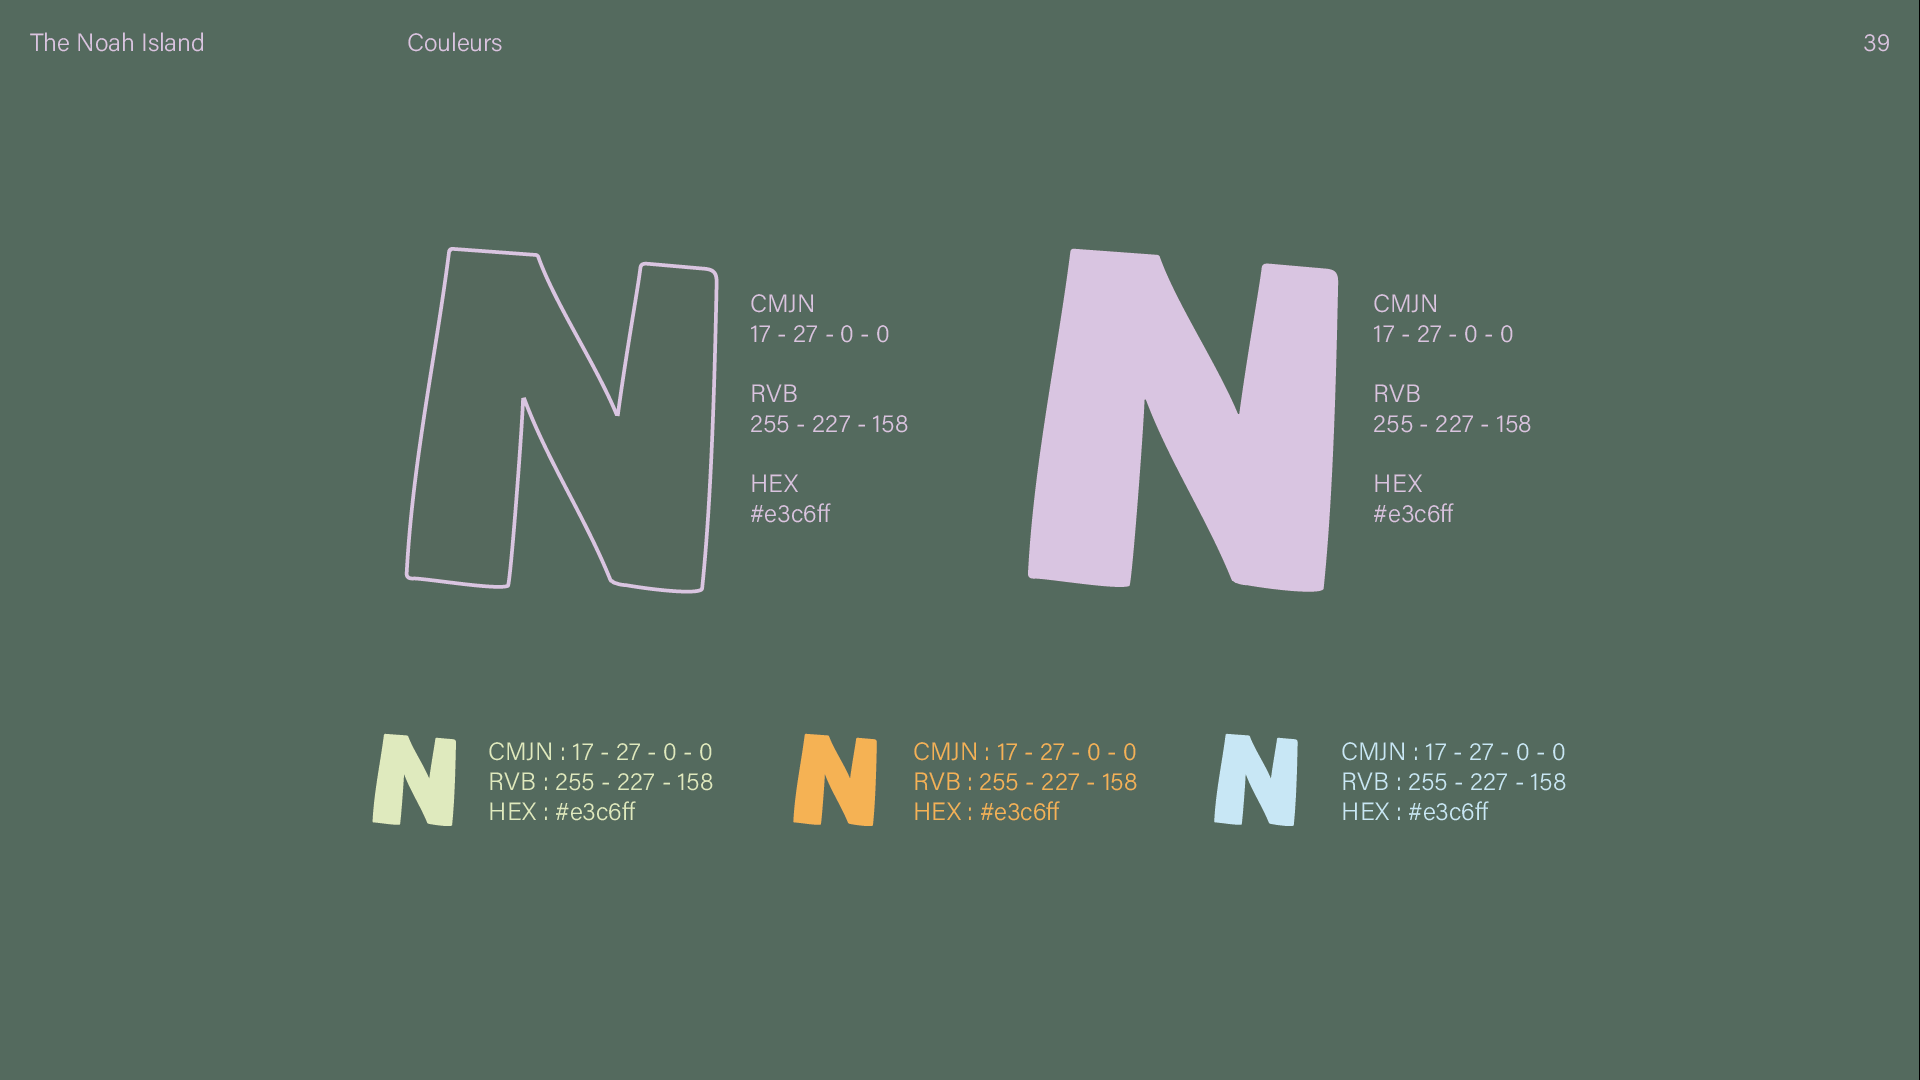 The Noah Island
Couleurs
39
N
CMJN
17 - 27 - 0 - 0
RVB
255 - 227 - 158
HEX
#e3c6ff
N
CMJN
17 - 27 - 0 - 0
RVB
255 - 227 - 158
HEX
#e3c6ff
N
CMJN : 17 - 27 - 0 - 0
RVB : 255 - 227 - 158
HEX : #e3c6ff
N
CMJN : 17 - 27 - 0 - 0
RVB : 255 - 227 - 158
HEX : #e3c6ff
N
CMJN : 17 - 27 - 0 - 0
RVB : 255 - 227 - 158
HEX : #e3c6ff